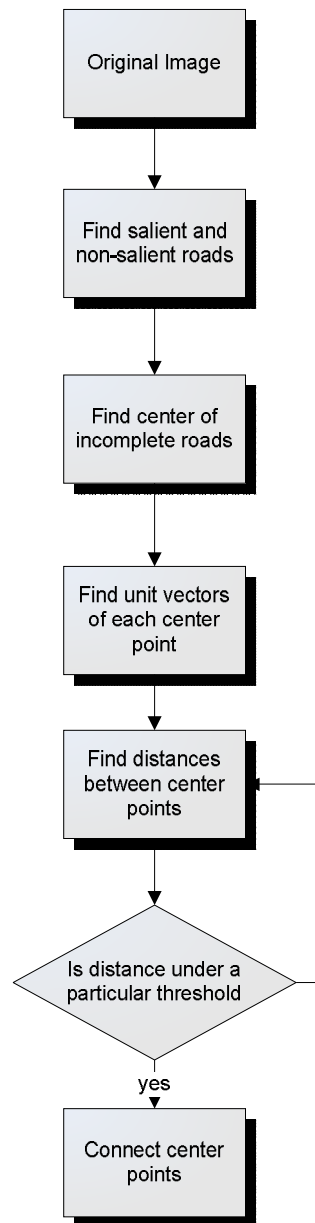 Original Image
Find salient and
non-salient roads
Find center of
incomplete roads
Find unit vectors
of each center
point
Find distances
between center
points
Is distance under a
particular threshold
yes
Connect center
points